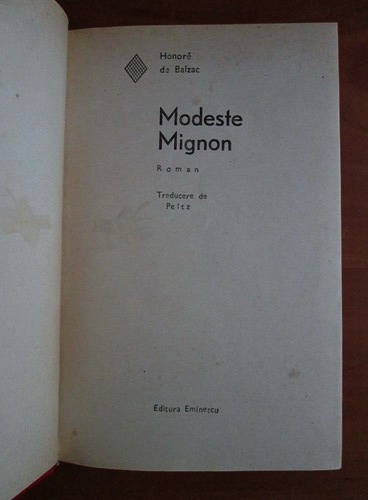 Honoré
de Balzac
Modeste
Mignon
Roman
Traducere de
Peltz
Editura Eminescu